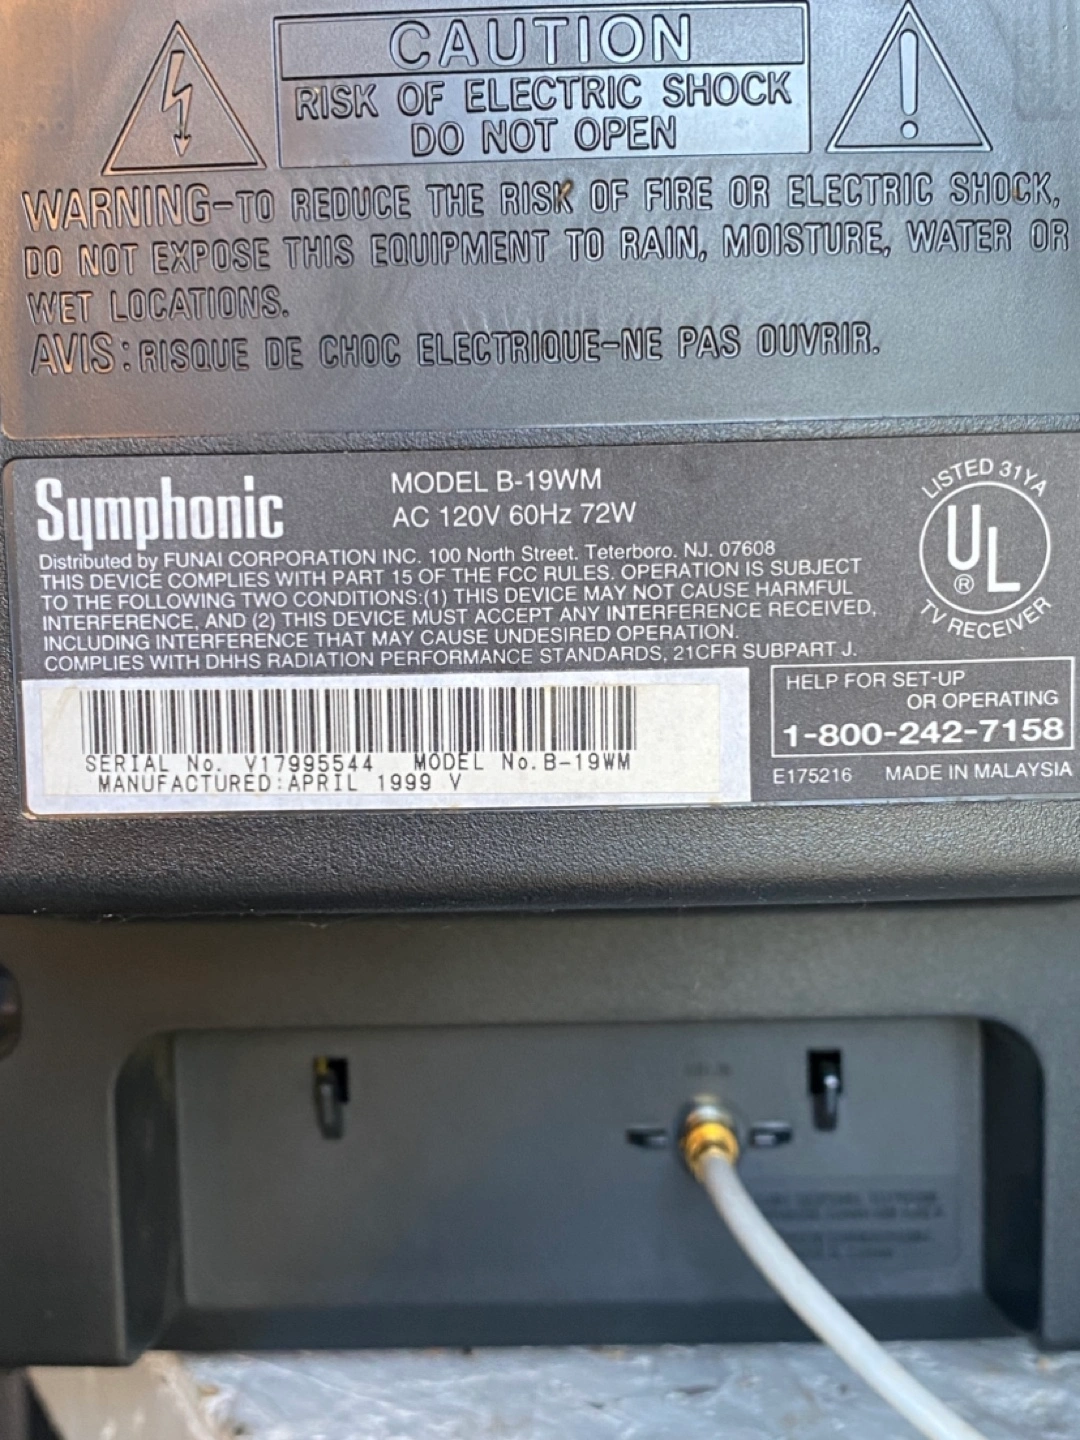 CAUTION
RISK OF ELECTRIC SHOCK
DO NOT OPEN
WARNING-TO REDUCE THE RISK OF FIRE OR ELECTRIC SHOCK,
DO NOT EXPOSE THIS EQUIPMENT TO RAIN, MOISTURE, WATER OR
WET LOCATIONS.
AVIS:RISQUE DE CHOC ELECTRIQUE-NE PAS OUVRIR.
Symphonic
MODEL B-19WM
AC 120V 60Hz 72W
Distributed by FUNAI CORPORATION INC. 100 North Street. Teterboro. NJ. 07608
THIS DEVICE COMPLIES WITH PART 15 OF THE FCC RULES. OPERATION IS SUBJECT
TO THE FOLLOWING TWO CONDITIONS:(1) THIS DEVICE MAY NOT CAUSE HARMFUL
INTERFERENCE, AND (2) THIS DEVICE MUST ACCEPT ANY INTERFERENCE RECEIVED,
INCLUDING INTERFERENCE THAT MAY CAUSE UNDESIRED OPERATION.
COMPLIES WITH DHHS RADIATION PERFORMANCE STANDARDS, 21CFR SUBPART J.
LISTED 31YA
UL ®
TV RECEIVER
SERIAL No. V17995544 MODEL No.B-19WM
MANUFACTURED:APRIL 1999 V
HELP FOR SET-UP
OR OPERATING
1-800-242-7158
E175216 MADE IN MALAYSIA